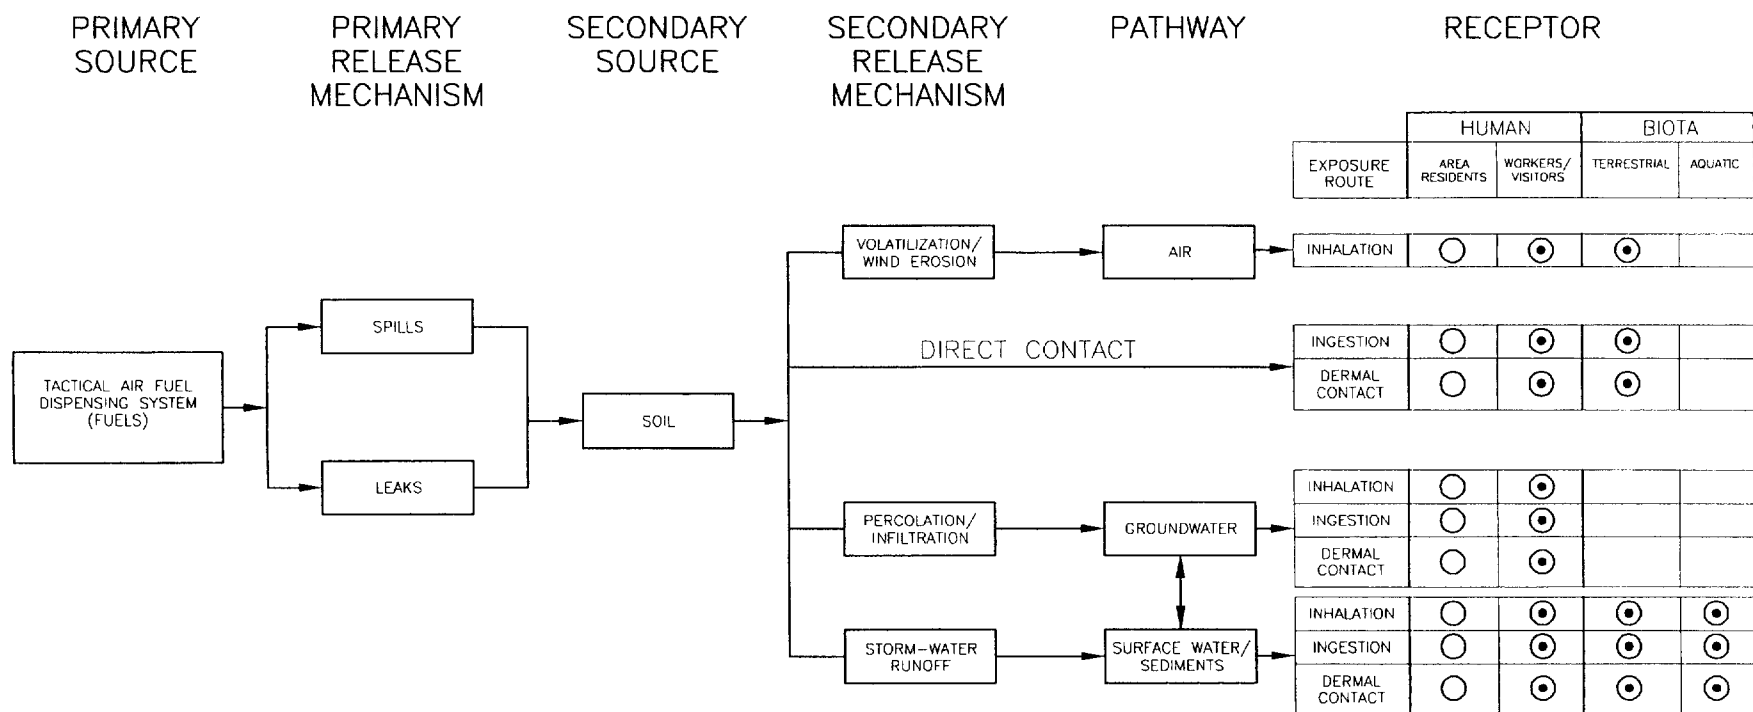 PRIMARY
SOURCE
PRIMARY
RELEASE
MECHANISM
SECONDARY
SOURCE
SECONDARY
RELEASE
MECHANISM
PATHWAY
RECEPTOR
HUMAN
BIOTA
EXPOSURE
ROUTE
AREA
RESIDENTS
WORKERS/
VISITORS
TERRESTRIAL
AQUATIC
TACTICAL AIR FUEL
DISPENSING SYSTEM
(FUELS)
SPILLS
LEAKS
SOIL
VOLATILIZATION/
WIND EROSION
AIR
INHALATION
DIRECT CONTACT
INGESTION
DERMAL
CONTACT
PERCOLATION/
INFILTRATION
GROUNDWATER
INHALATION
INGESTION
DERMAL
CONTACT
STORM-WATER
RUNOFF
SURFACE WATER/
SEDIMENTS
INHALATION
INGESTION
DERMAL
CONTACT